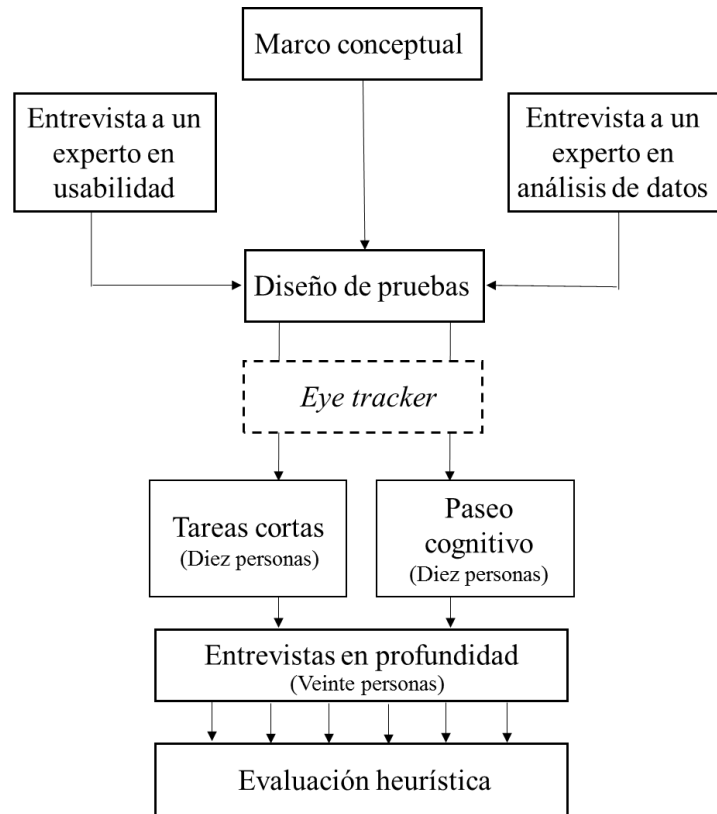 Marco conceptual
Entrevista a un
experto en
usabilidad
Entrevista a un
experto en
análisis de datos
Diseño de pruebas
Eye tracker
Tareas cortas
(Diez personas)
Paseo
cognitivo
(Diez personas)
Entrevistas en profundidad
(Veinte personas)
Evaluación heurística